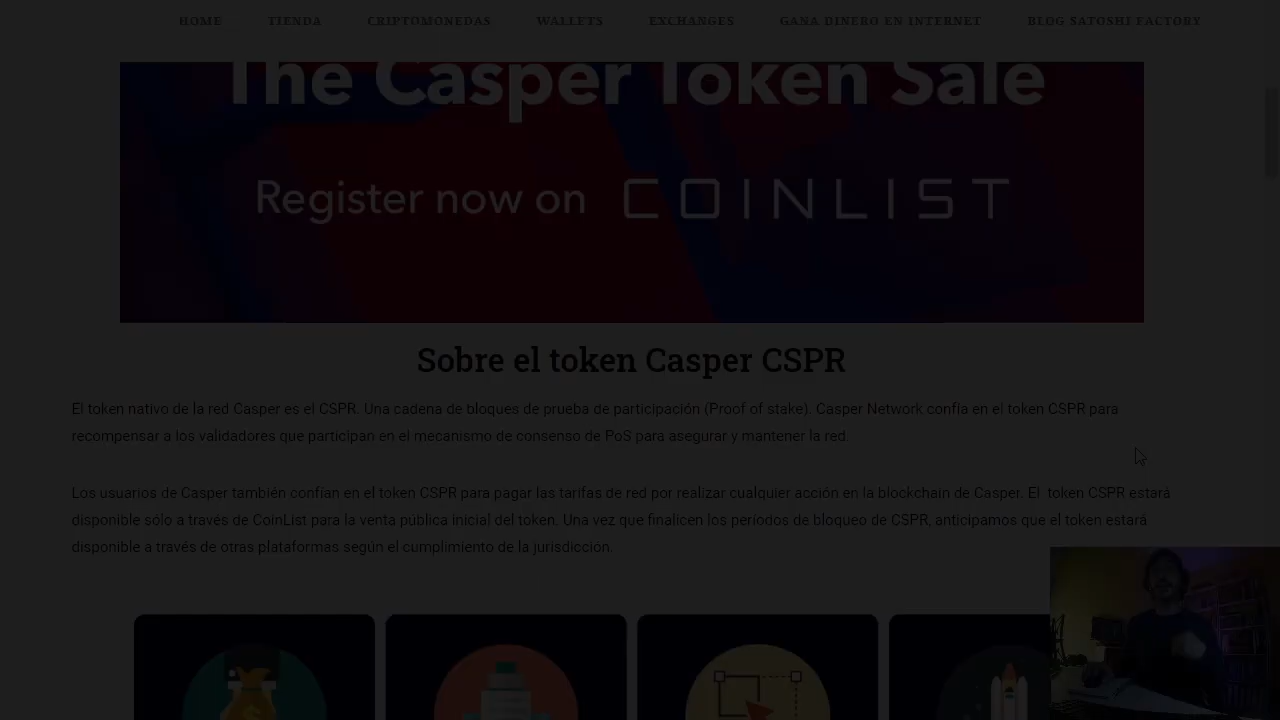 HOME TIENDA CRIPTOMONEDAS WALLETS EXCHANGES GANA DINERO EN INTERNET BLOG SATOSHI FACTORY
The Casper Token Sale
Register now on COINLIST
Sobre el token Casper CSPR
El token nativo de la red Casper es el CSPR. Una cadena de bloques de prueba de participación (Proof of stake). Casper Network confía en el token CSPR para
recompensar a los validadores que participan en el mecanismo de consenso de PoS para asegurar y mantener la red.
Los usuarios de Casper también confían en el token CSPR para pagar las tarifas de red por realizar cualquier acción en la blockchain de Casper. El token CSPR estará
disponible sólo a través de CoinList para la venta pública inicial del token. Una vez que finalicen los períodos de bloqueo de CSPR, anticipamos que el token estará
disponible a través de otras plataformas según el cumplimiento de la jurisdicción.